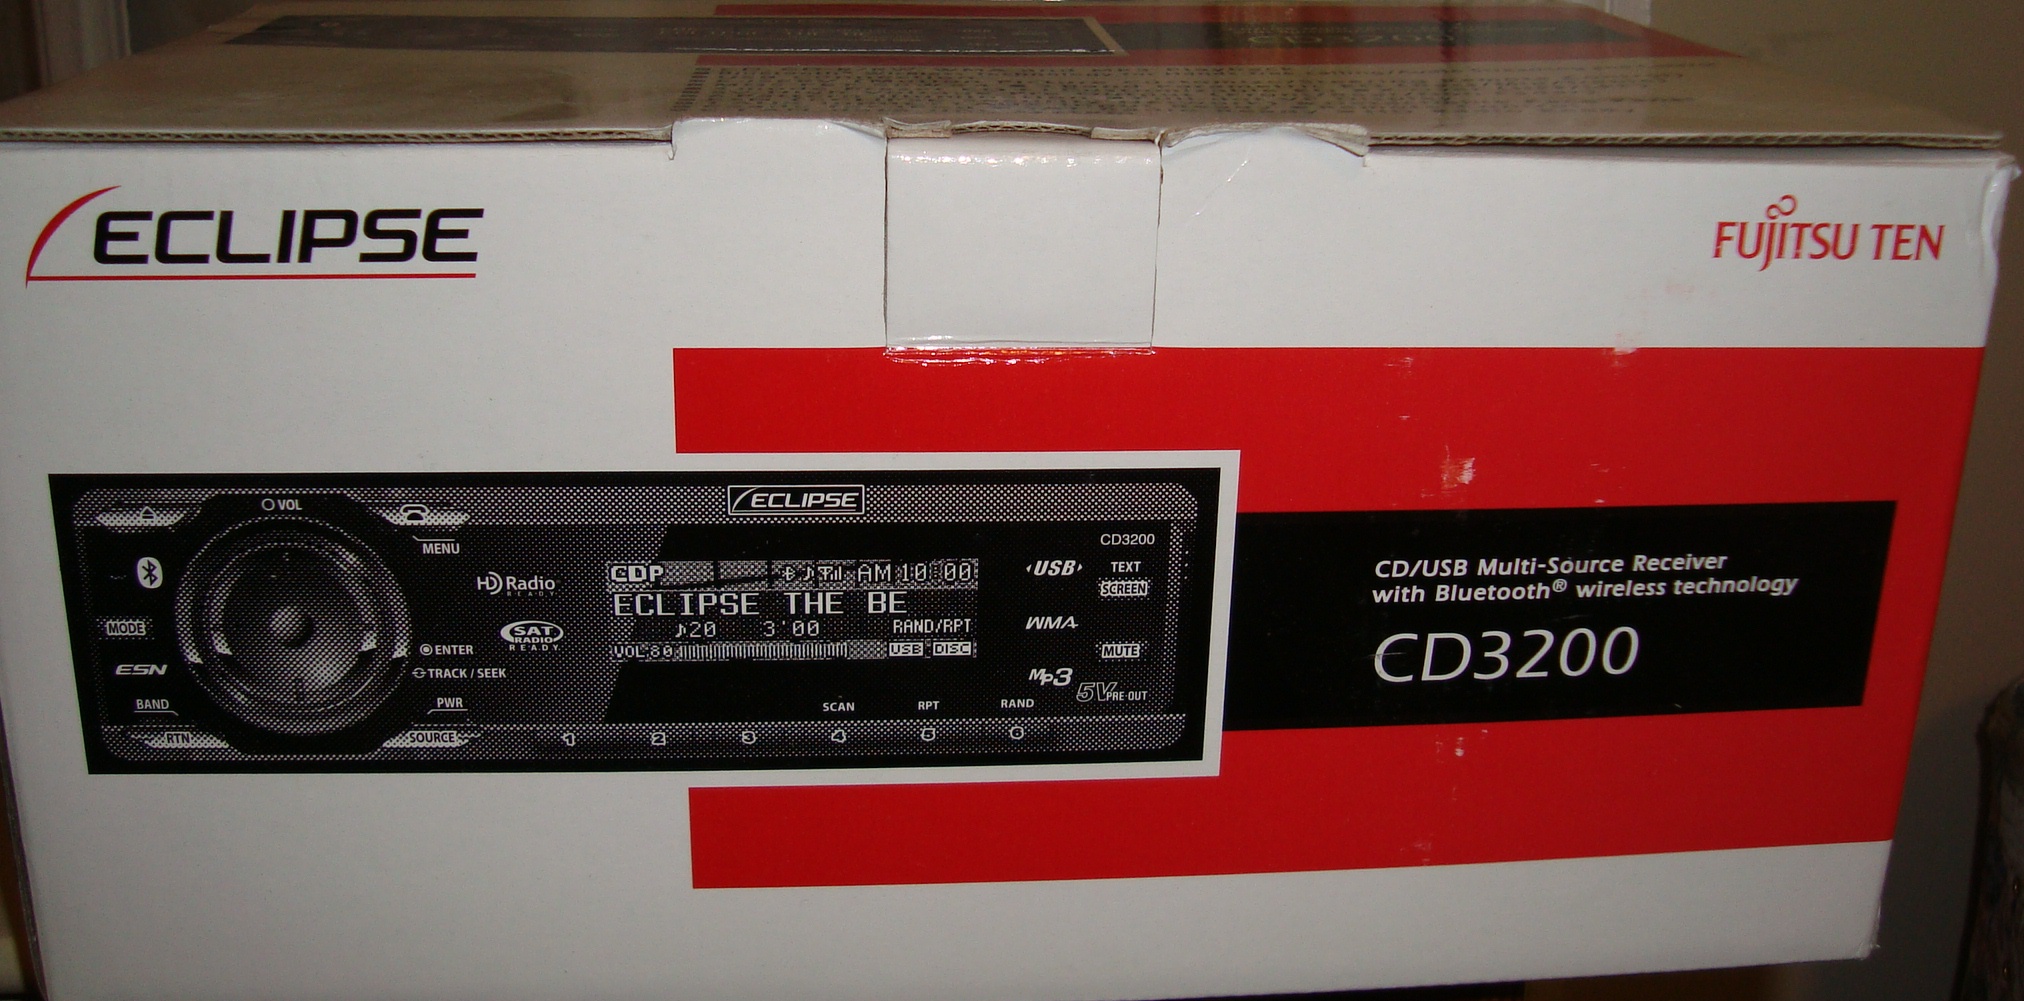 ECLIPSE
FUJITSU TEN
VOL
ECLIPSE
MENU
CD3200
HD Radio
READY
CDP AM 10:00
USB
TEXT
SCREEN
ECLIPSE THE BE
MODE
SAT
RADIO
READY
♪20 3'00 RAND/RPT
WMA
ENTER
VOL 80 USB DISC
MUTE
ESN
TRACK / SEEK
MP3
5V PRE-OUT
BAND
PWR
SCAN
RPT
RAND
RTN
SOURCE
1 2 3 4 5 6
CD/USB Multi-Source Receiver
with Bluetooth® wireless technology
CD3200